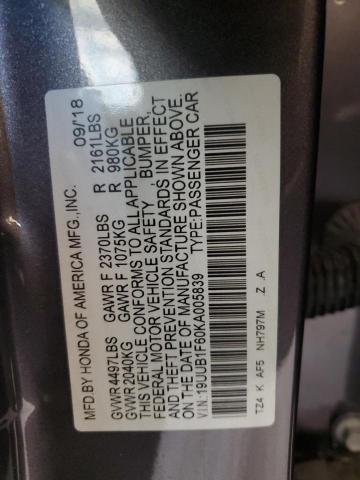 MFD.BY HONDA OF AMERICA MFG.,INC. 09/18
GVWR 4497LBS GAWR F 2370LBS R 2161LBS
GVWR 2040KG GAWR F 1075KG R 980KG
THIS VEHICLE CONFORMS TO ALL APPLICABLE
FEDERAL MOTOR VEHICLE SAFETY , BUMPER,
AND THEFT PREVENTION STANDARDS IN EFFECT
ON THE DATE OF MANUFACTURE SHOWN ABOVE.
V.I.N:19UUB1F60KA005839 TYPE:PASSENGER CAR
TZ4 K AF5 NH797M Z A